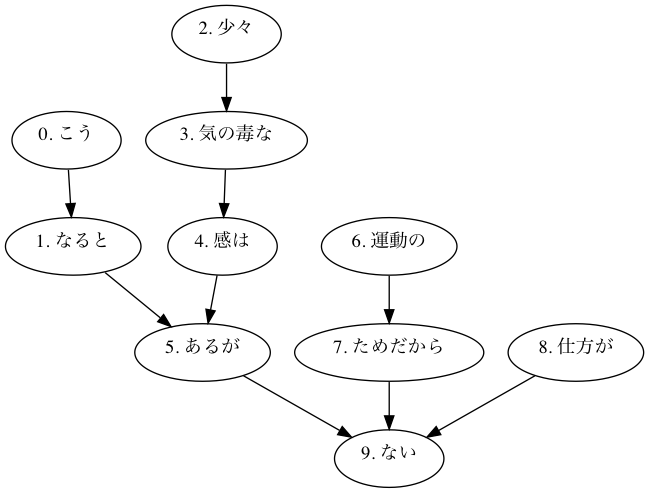 2. 少々
0. こう
3. 気の毒な
1. なると
4. 感は
6. 運動の
5. あるが
7. ためだから
8. 仕方が
9. ない